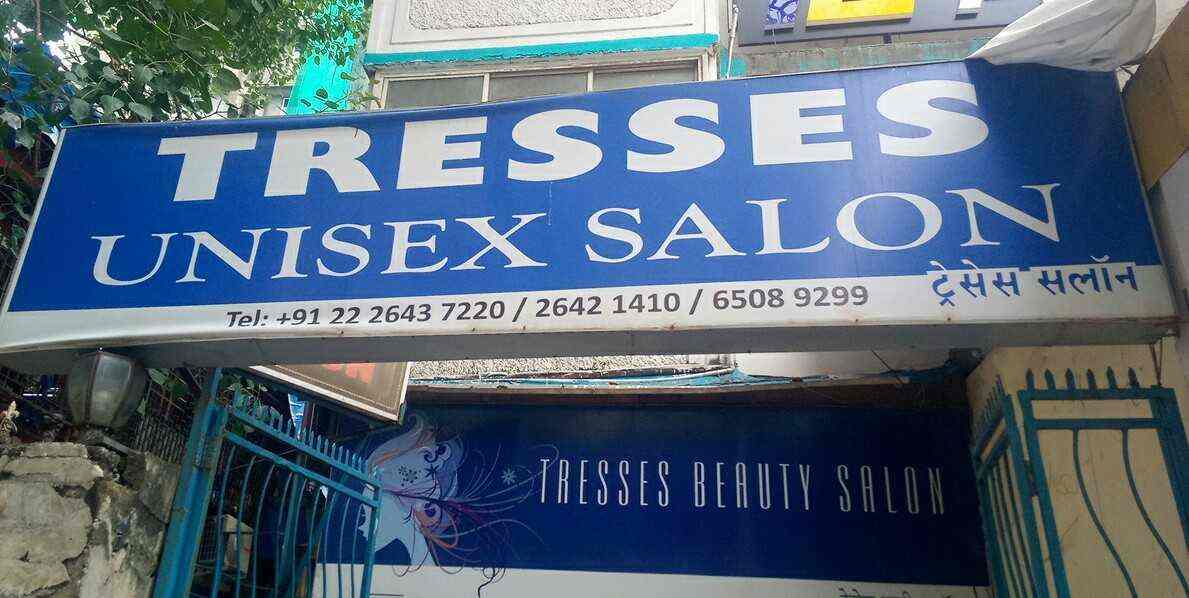 TRESSES
UNISEX SALON
ट्रेसेस सलॉन
Tel: +91 22 2643 7220 / 2642 1410 / 6508 9299
TRESSES BEAUTY SALON